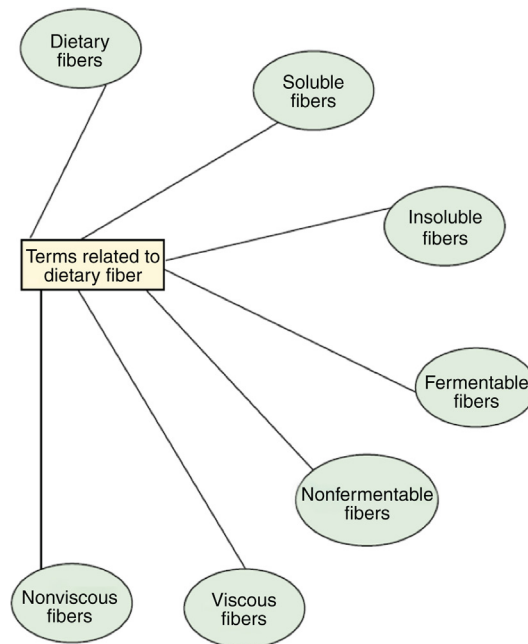 Dietary
fibers
Soluble
fibers
Insoluble
fibers
Terms related to
dietary fiber
Fermentable
fibers
Nonfermentable
fibers
Nonviscous
fibers
Viscous
fibers